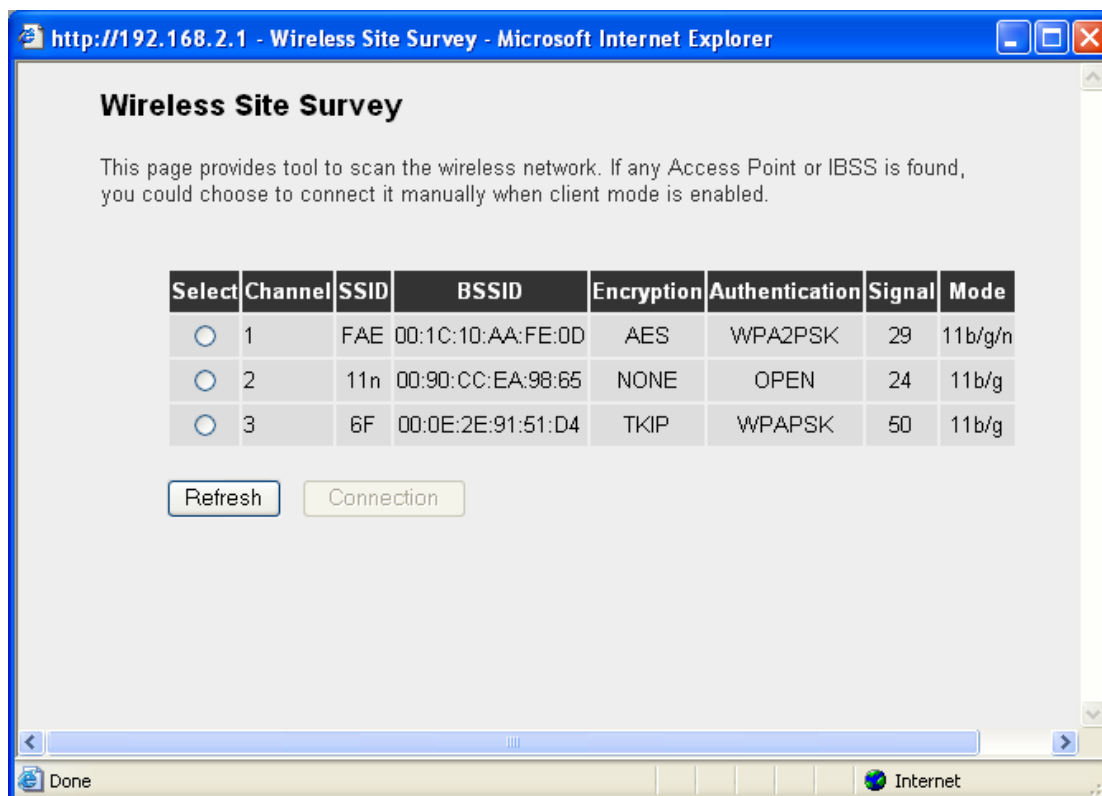 http://192.168.2.1 - Wireless Site Survey - Microsoft Internet Explorer
Wireless Site Survey
This page provides tool to scan the wireless network. If any Access Point or IBSS is found,
you could choose to connect it manually when client mode is enabled.
Select Channel SSID BSSID Encryption Authentication Signal Mode
1 FAE 00:1C:10:AA:FE:0D AES WPA2PSK 29 11b/g/n
2 11n 00:90:CC:EA:98:65 NONE OPEN 24 11b/g
3 6F 00:0E:2E:91:51:D4 TKIP WPAPSK 50 11b/g
Refresh Connection
Done Internet